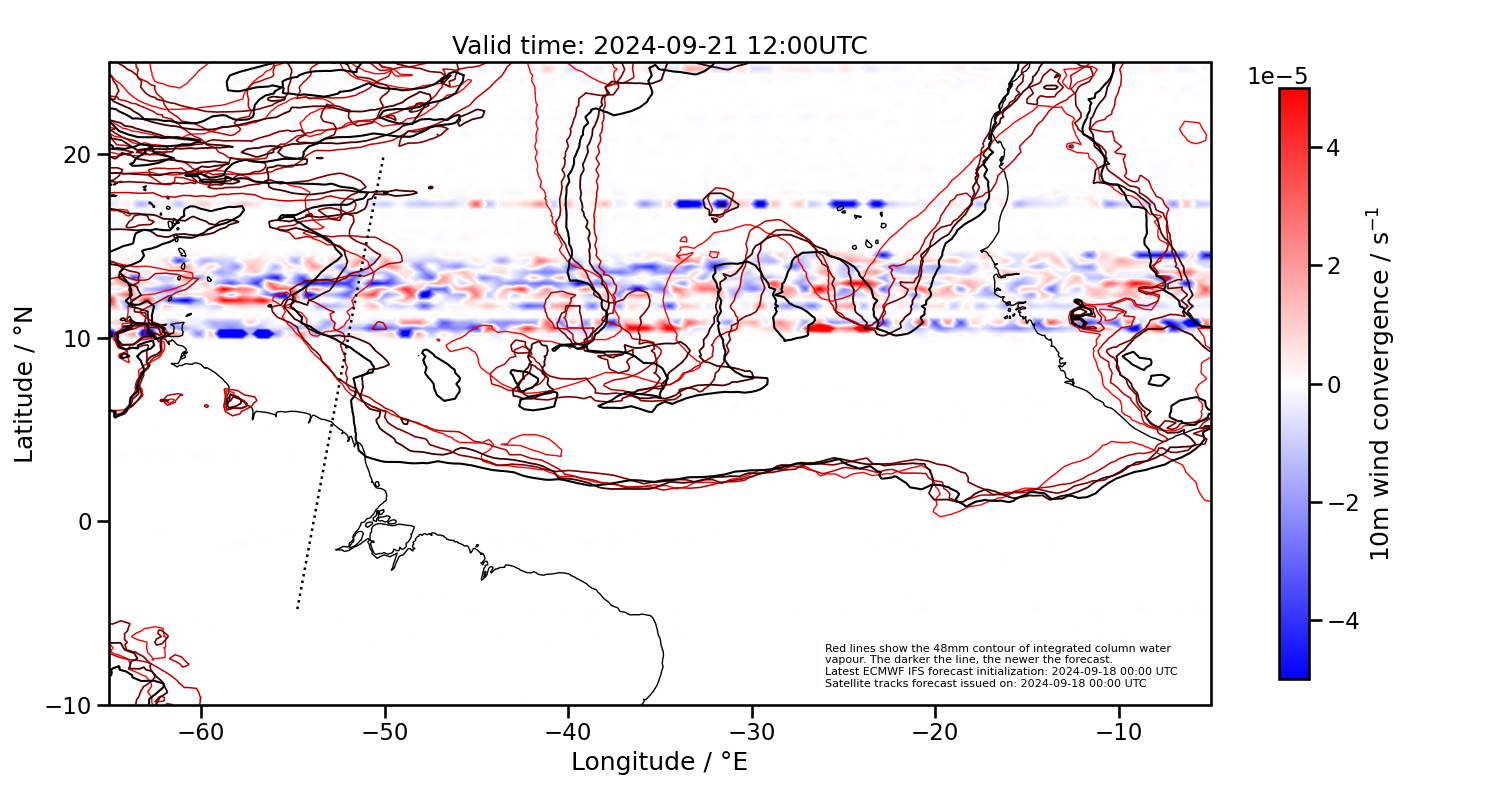 Valid time: 2024-09-21 12:00UTC
1e−5
Latitude / °N
20
10
0
−10
−60
−50
−40
−30
−20
−10
Longitude / °E
4
2
0
−2
−4
10m wind convergence / s⁻¹
Red lines show the 48mm contour of integrated column water
vapour. The darker the line, the newer the forecast.
Latest ECMWF IFS forecast initialization: 2024-09-18 00:00 UTC
Satellite tracks forecast issued on: 2024-09-18 00:00 UTC